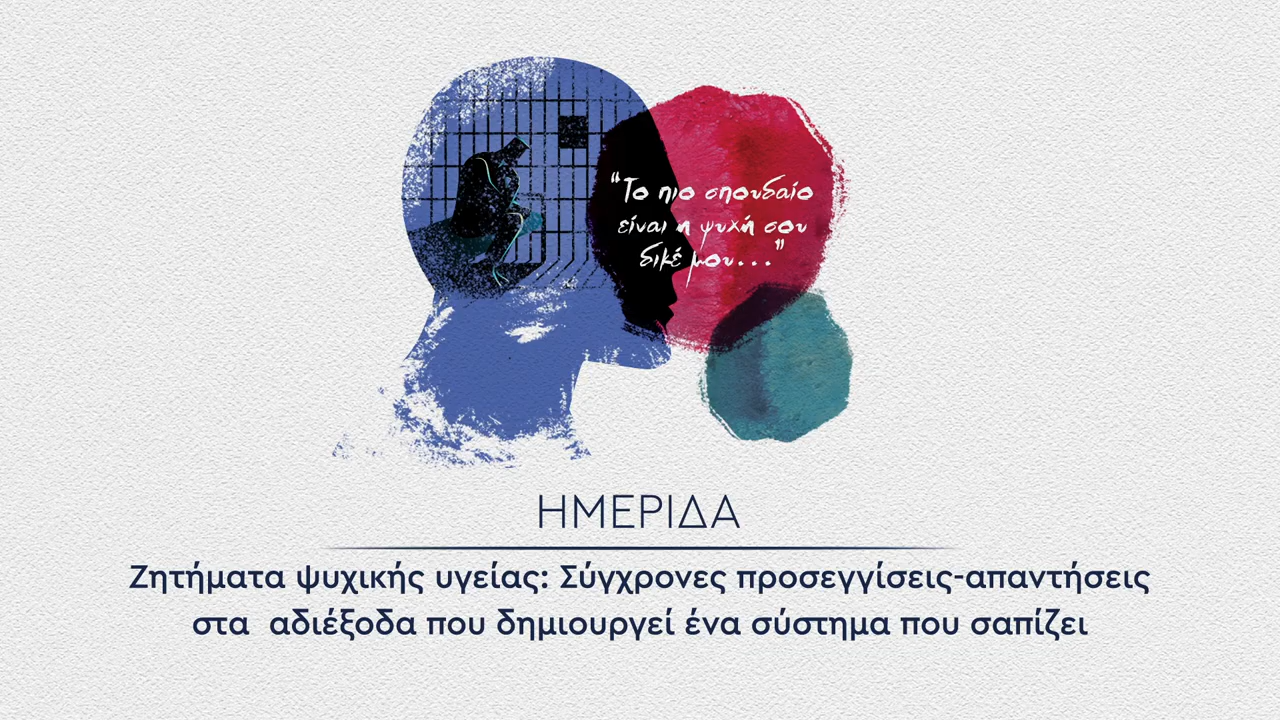 "Το πιο σπουδαίο
είναι η ψυχή σου
δικέ μου..."
ΗΜΕΡΙΔΑ
Ζητήματα ψυχικής υγείας: Σύγχρονες προσεγγίσεις-απαντήσεις
στα αδιέξοδα που δημιουργεί ένα σύστημα που σαπίζει